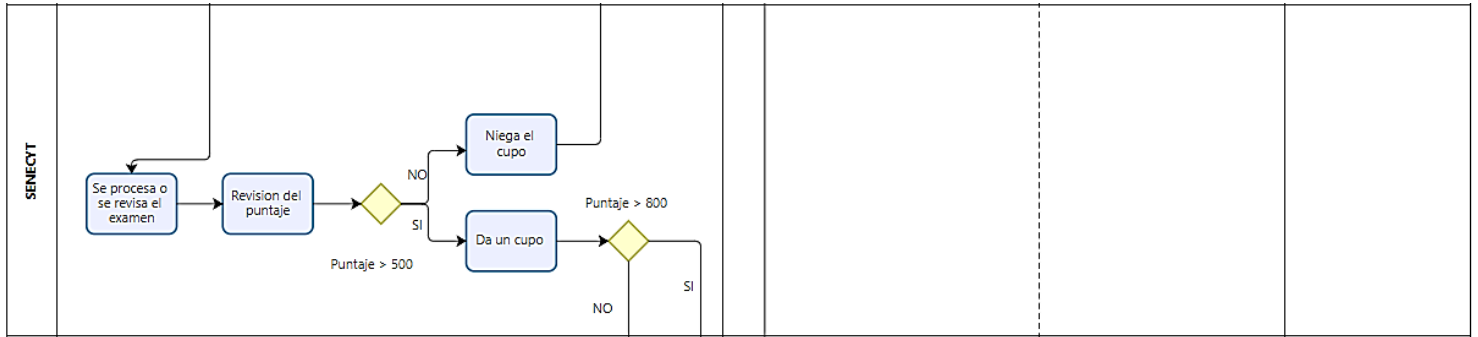 SENECYT
Se procesa o
se revisa el
examen
Revision del
puntaje
Puntaje > 500
NO
SI
Niega el
cupo
Da un cupo
Puntaje > 800
NO
SI